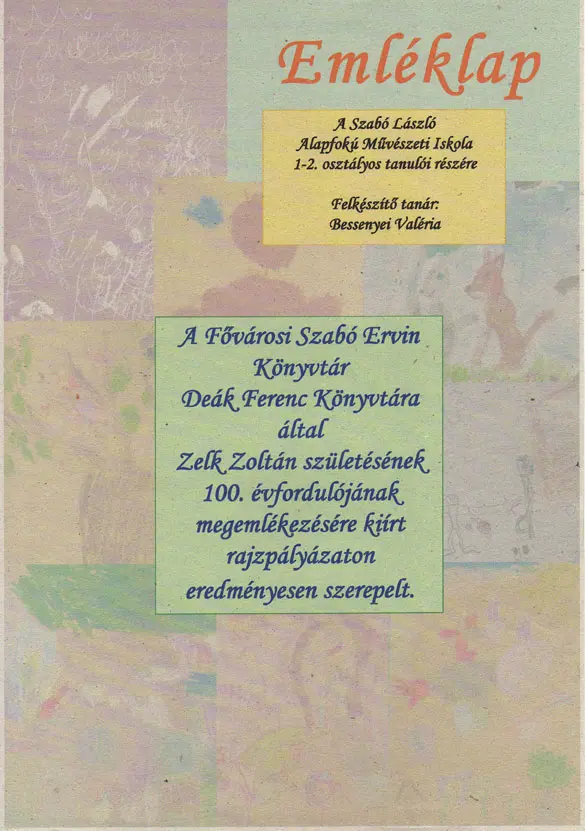 Emléklap
A Szabó László
Alapfokú Művészeti Iskola
1-2. osztályos tanulói részére
Felkészítő tanár:
Bessenyei Valéria
A Fővárosi Szabó Ervin
Könyvtár
Deák Ferenc Könyvtára
által
Zelk Zoltán születésének
100. évfordulójának
megemlékezésére kiírt
rajzpályázaton
eredményesen szerepelt.